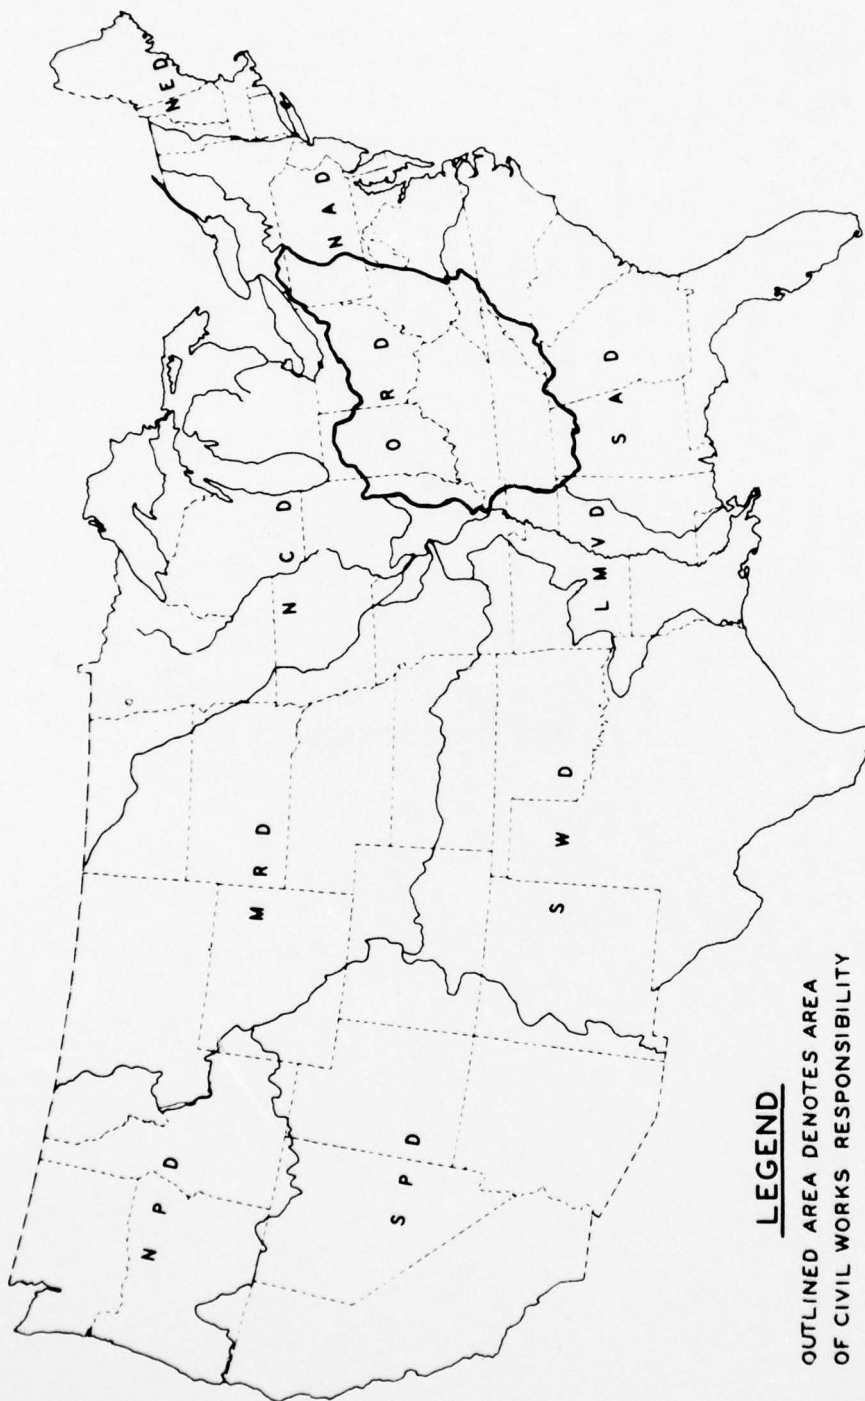 NED
NAD
ORD
NCD
SAD
LMVD
MRD
SWD
NPD
SPD
LEGEND
OUTLINED AREA DENOTES AREA
OF CIVIL WORKS RESPONSIBILITY